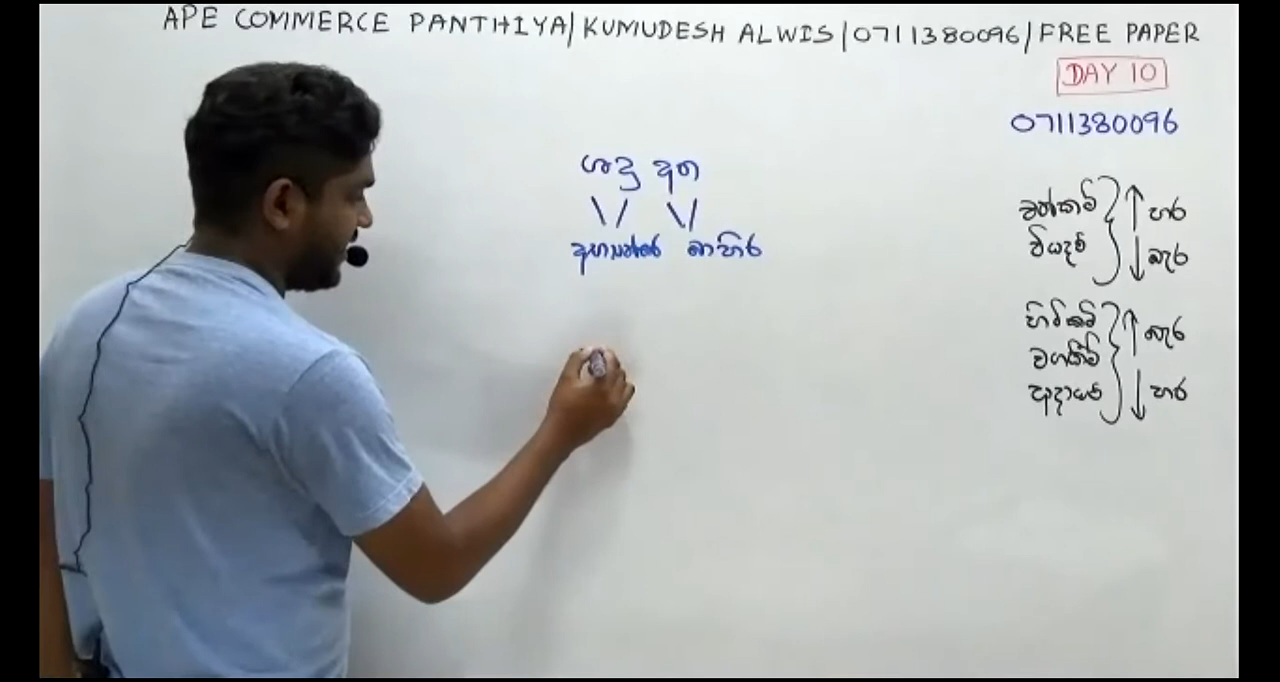 APE COMMERCE PANTHIYA/KUMUDESH ALWIS/0711380096/FREE PAPER
DAY 10
0711380096
ශුද්‍ර අත
අභ්‍යන්තර බාහිර
වත්කම් ↑ හර
වියදම් ↓ බැර
හිමිකම් ↑ බැර
වගකීම්
ආදායම් ↓ හර